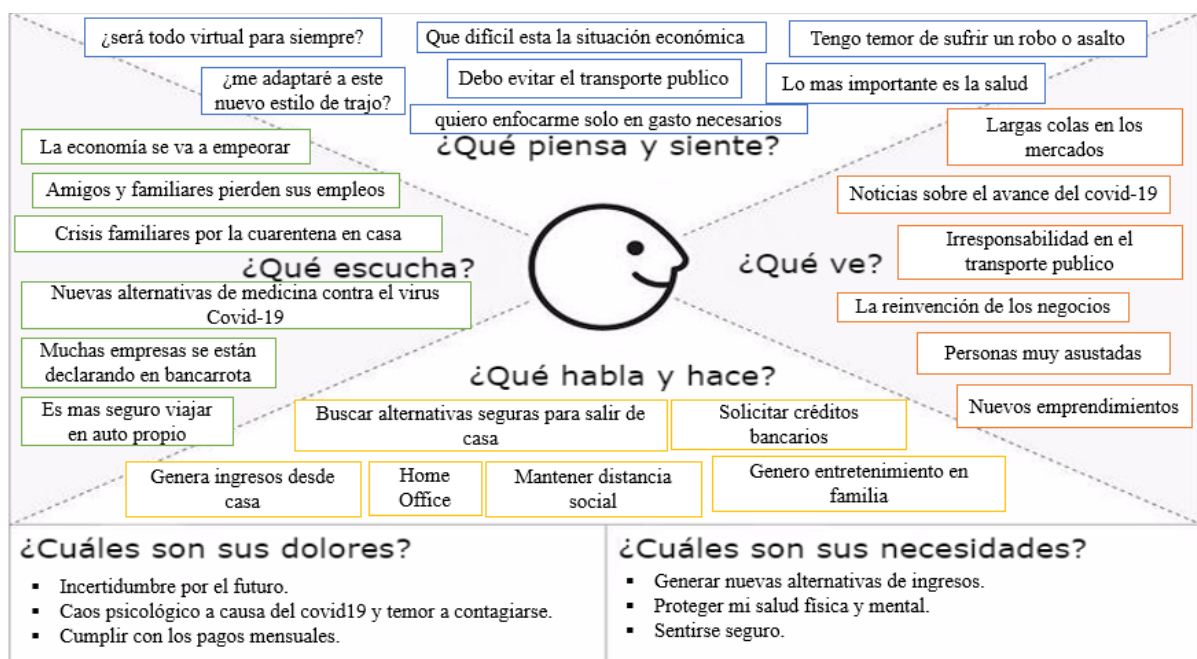 ¿será todo virtual para siempre?
Que difícil esta la situación económica
Tengo temor de sufrir un robo o asalto
¿me adaptaré a este
nuevo estilo de trajo?
Debo evitar el transporte publico
Lo mas importante es la salud
quiero enfocarme solo en gasto necesarios
¿Qué piensa y siente?
La economía se va a empeorar
Amigos y familiares pierden sus empleos
Crisis familiares por la cuarentena en casa
¿Qué escucha?
Nuevas alternativas de medicina contra el virus
Covid-19
Muchas empresas se están
declarando en bancarrota
Es mas seguro viajar
en auto propio
Largas colas en los
mercados
Noticias sobre el avance del covid-19
Irresponsabilidad en el
transporte publico
¿Qué ve?
La reinvención de los negocios
Personas muy asustadas
Nuevos emprendimientos
¿Qué habla y hace?
Buscar alternativas seguras para salir de
casa
Solicitar créditos
bancarios
Genera ingresos desde
casa
Home
Office
Mantener distancia
social
Genero entretenimiento en
familia
¿Cuáles son sus dolores?
▪ Incertidumbre por el futuro.
▪ Caos psicológico a causa del covid19 y temor a contagiarse.
▪ Cumplir con los pagos mensuales.
¿Cuáles son sus necesidades?
▪ Generar nuevas alternativas de ingresos.
▪ Proteger mi salud física y mental.
▪ Sentirse seguro.